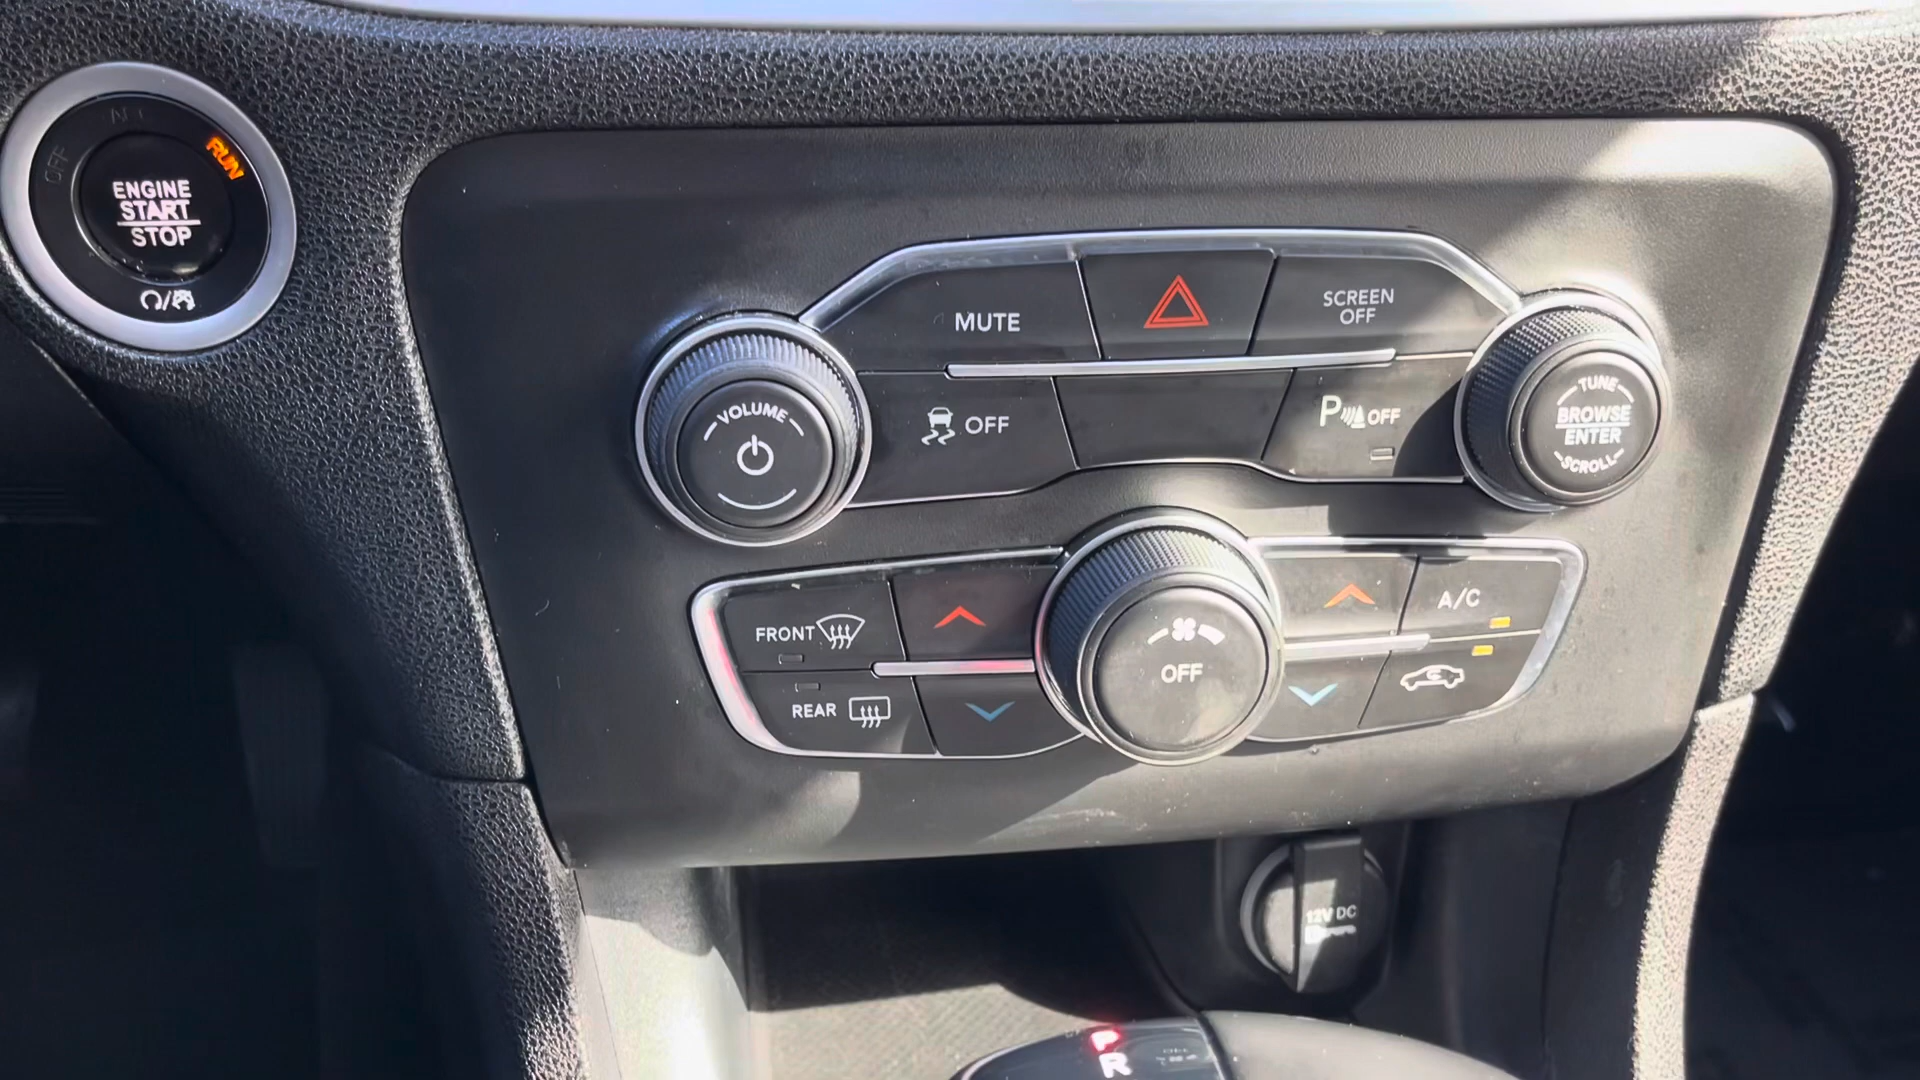 OFF
RUN
ENGINE
START
STOP
MUTE
SCREEN
OFF
VOLUME
OFF
P OFF
TUNE
BROWSE
ENTER
SCROLL
FRONT
REAR
OFF
A/C
12V DC
P
R